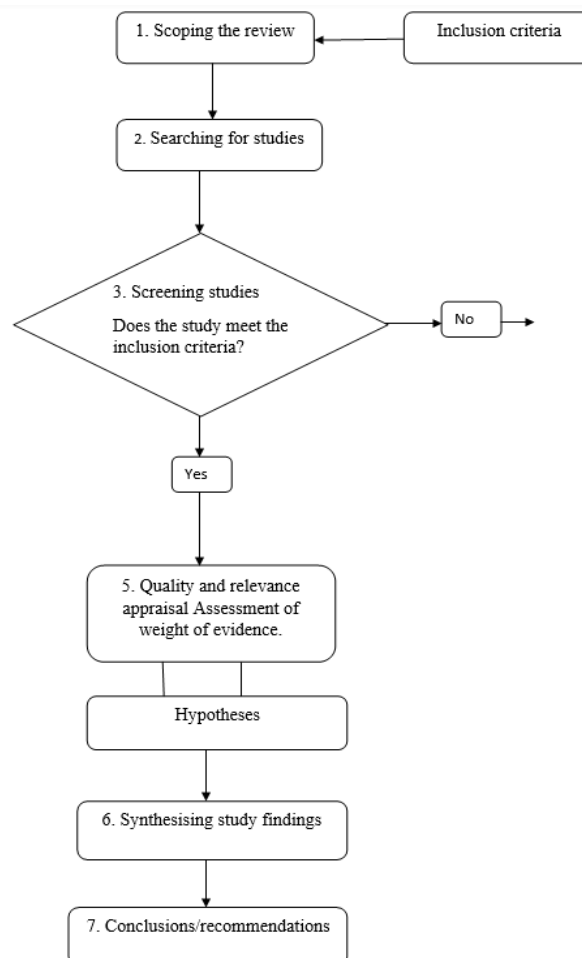 1. Scoping the review
Inclusion criteria
2. Searching for studies
3. Screening studies
Does the study meet the
inclusion criteria?
No
Yes
5. Quality and relevance
appraisal Assessment of
weight of evidence.
Hypotheses
6. Synthesising study findings
7. Conclusions/recommendations